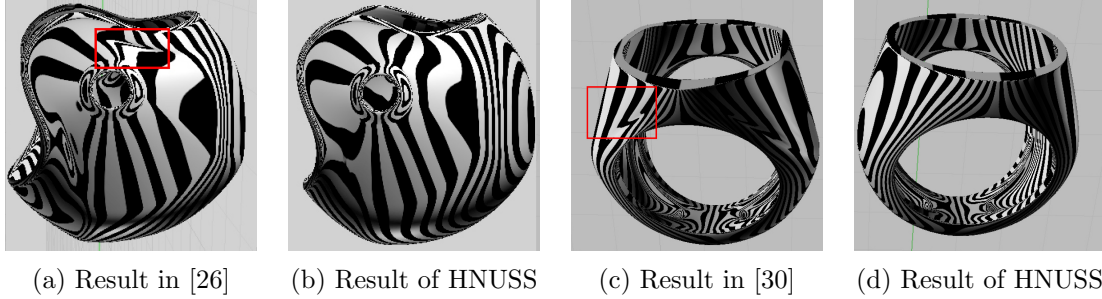 (a) Result in [26]
(b) Result of HNUSS
(c) Result in [30]
(d) Result of HNUSS